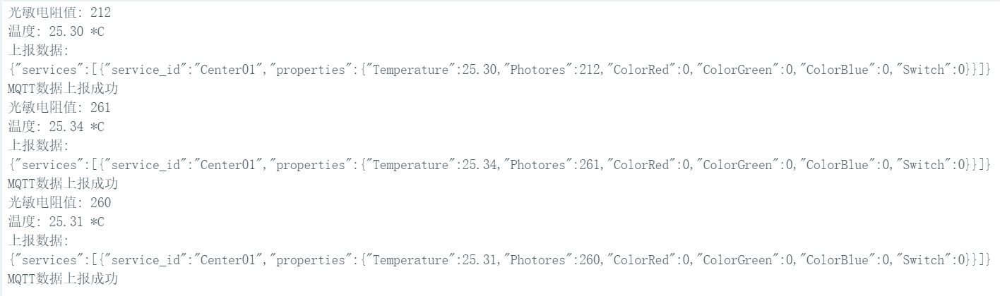 光敏电阻值: 212
温度: 25.30 *C
上报数据:
{"services":[{"service_id":"Center01","properties":{"Temperature":25.30,"Photores":212,"ColorRed":0,"ColorGreen":0,"ColorBlue":0,"Switch":0}}]}
MQTT数据上报成功
光敏电阻值: 261
温度: 25.34 *C
上报数据:
{"services":[{"service_id":"Center01","properties":{"Temperature":25.34,"Photores":261,"ColorRed":0,"ColorGreen":0,"ColorBlue":0,"Switch":0}}]}
MQTT数据上报成功
光敏电阻值: 260
温度: 25.31 *C
上报数据:
{"services":[{"service_id":"Center01","properties":{"Temperature":25.31,"Photores":260,"ColorRed":0,"ColorGreen":0,"ColorBlue":0,"Switch":0}}]}
MQTT数据上报成功